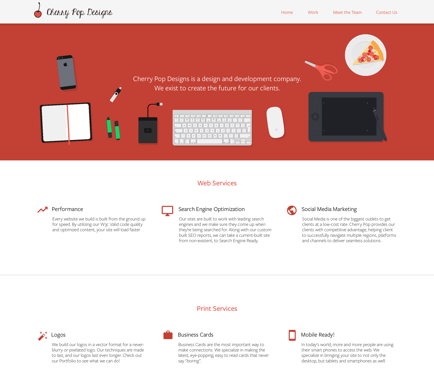 Cherry Pop Designs
Home Work Meet the Team Contact Us
Cherry Pop Designs is a design and development company.
We exist to create the future for our clients.
Web Services
Performance
Every website we build is built from the ground up
for speed. By utilizing our W3C Valid code quality
and optimized content, your site will load faster
Search Engine Optimization
Our sites are built to work with leading search
engines and we make sure they come up when
they're being searched for. Along with our custom
built SEO reports, we can take a current built site
from non-existent, to Search Engine Ready.
Social Media Marketing
Social Media is one of the biggest outlets to get
clients at a low-cost rate. Cherry Pop provides our
clients with competitive advantage, helping client
to successfully navigate multiple regions, platforms
and channels to deliver seamless solutions.
Print Services
Logos
We build our logos in a vector format for a never-
blurry or pixelated logo. Our techniques are made
to last, and our logos last even longer. Check out
our Portfolio to see what we can do!
Business Cards
Business Cards are the most important way to
make connections. We specialize in making the
latest, eye-popping, easy to read cards that never
say "boring".
Mobile Ready!
In today's world, more and more people are using
their smart phones to access the web. We
specialize in bringing your site to not only the
desktop, but tablets and smartphones as well.